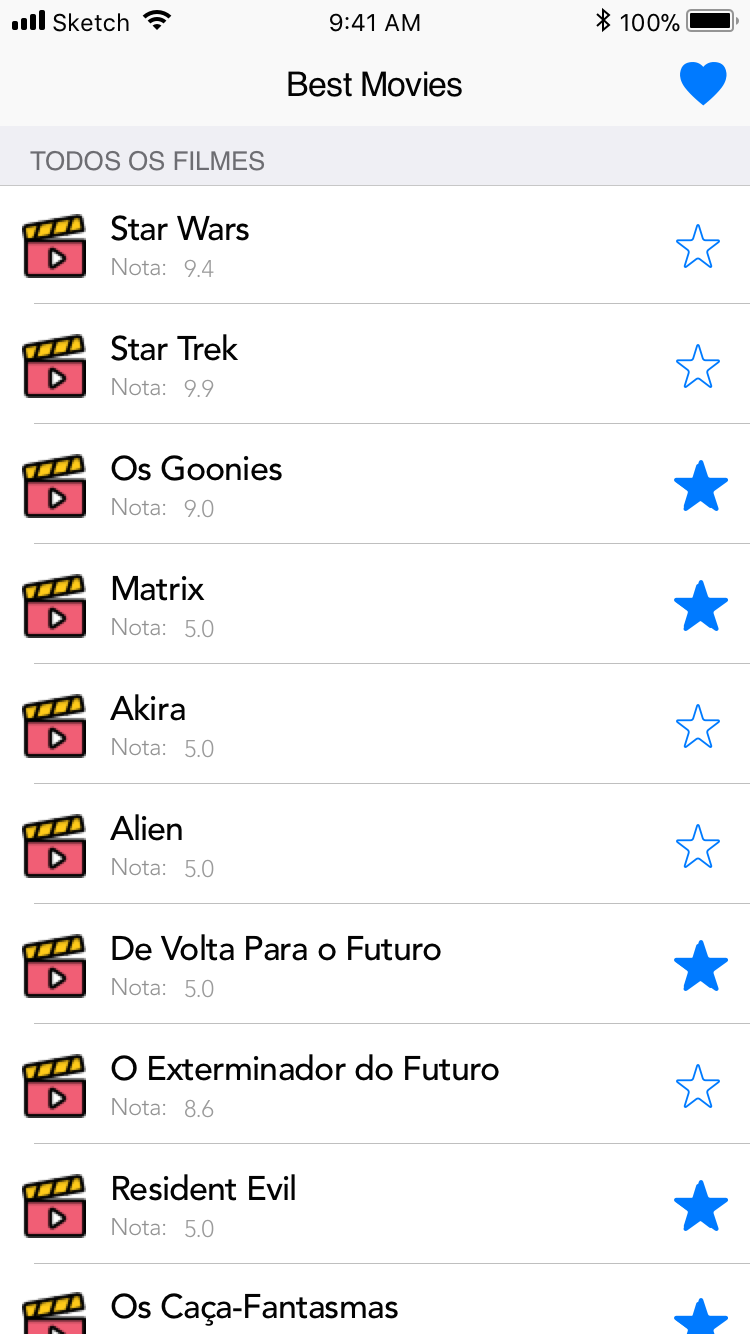 Sketch 9:41 AM 100%
Best Movies
TODOS OS FILMES
Star Wars
Nota: 9.4
Star Trek
Nota: 9.9
Os Goonies
Nota: 9.0
Matrix
Nota: 5.0
Akira
Nota: 5.0
Alien
Nota: 5.0
De Volta Para o Futuro
Nota: 5.0
O Exterminador do Futuro
Nota: 8.6
Resident Evil
Nota: 5.0
Os Caça-Fantasmas